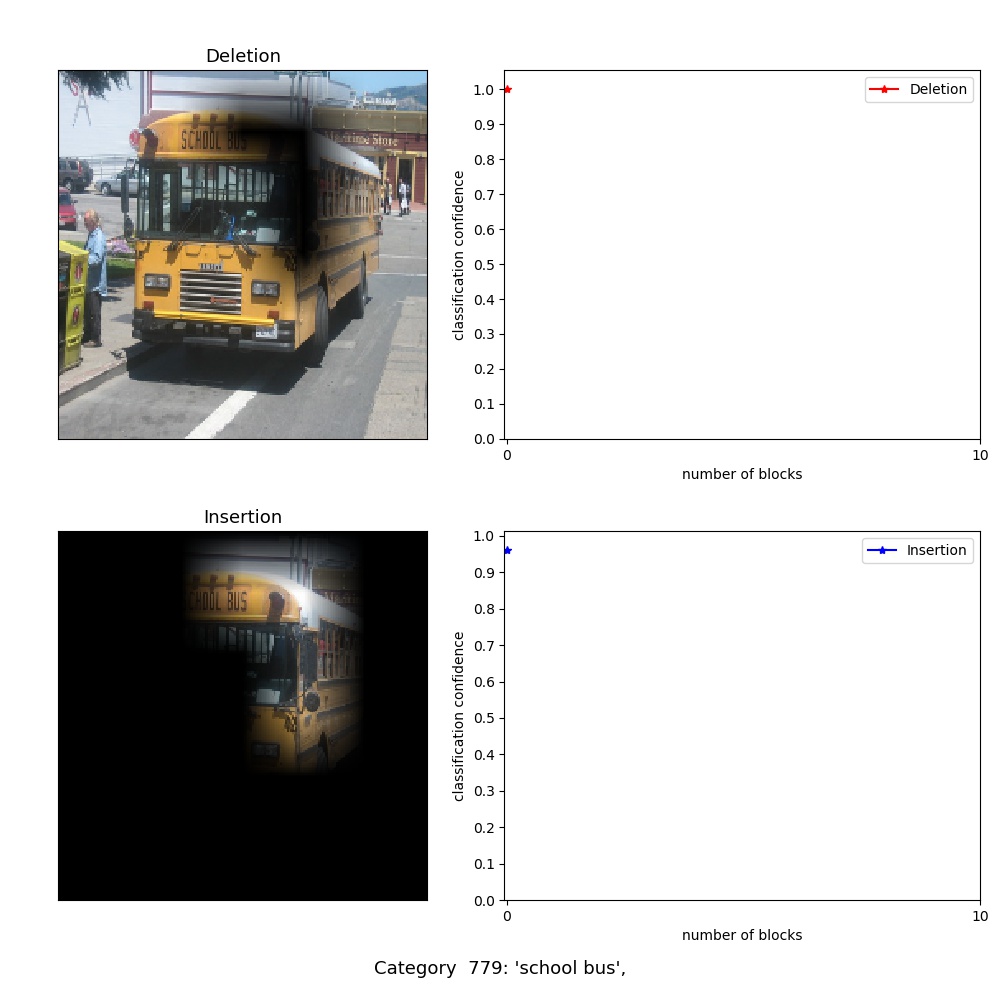 Deletion
SCHOOL BUS
Maritime Store
1.0
0.9
0.8
0.7
0.6
0.5
0.4
0.3
0.2
0.1
0.0
classification confidence
Deletion
0
10
number of blocks
Insertion
SCHOOL BUS
1.0
0.9
0.8
0.7
0.6
0.5
0.4
0.3
0.2
0.1
0.0
classification confidence
Insertion
0
10
number of blocks
Category  779: 'school bus',